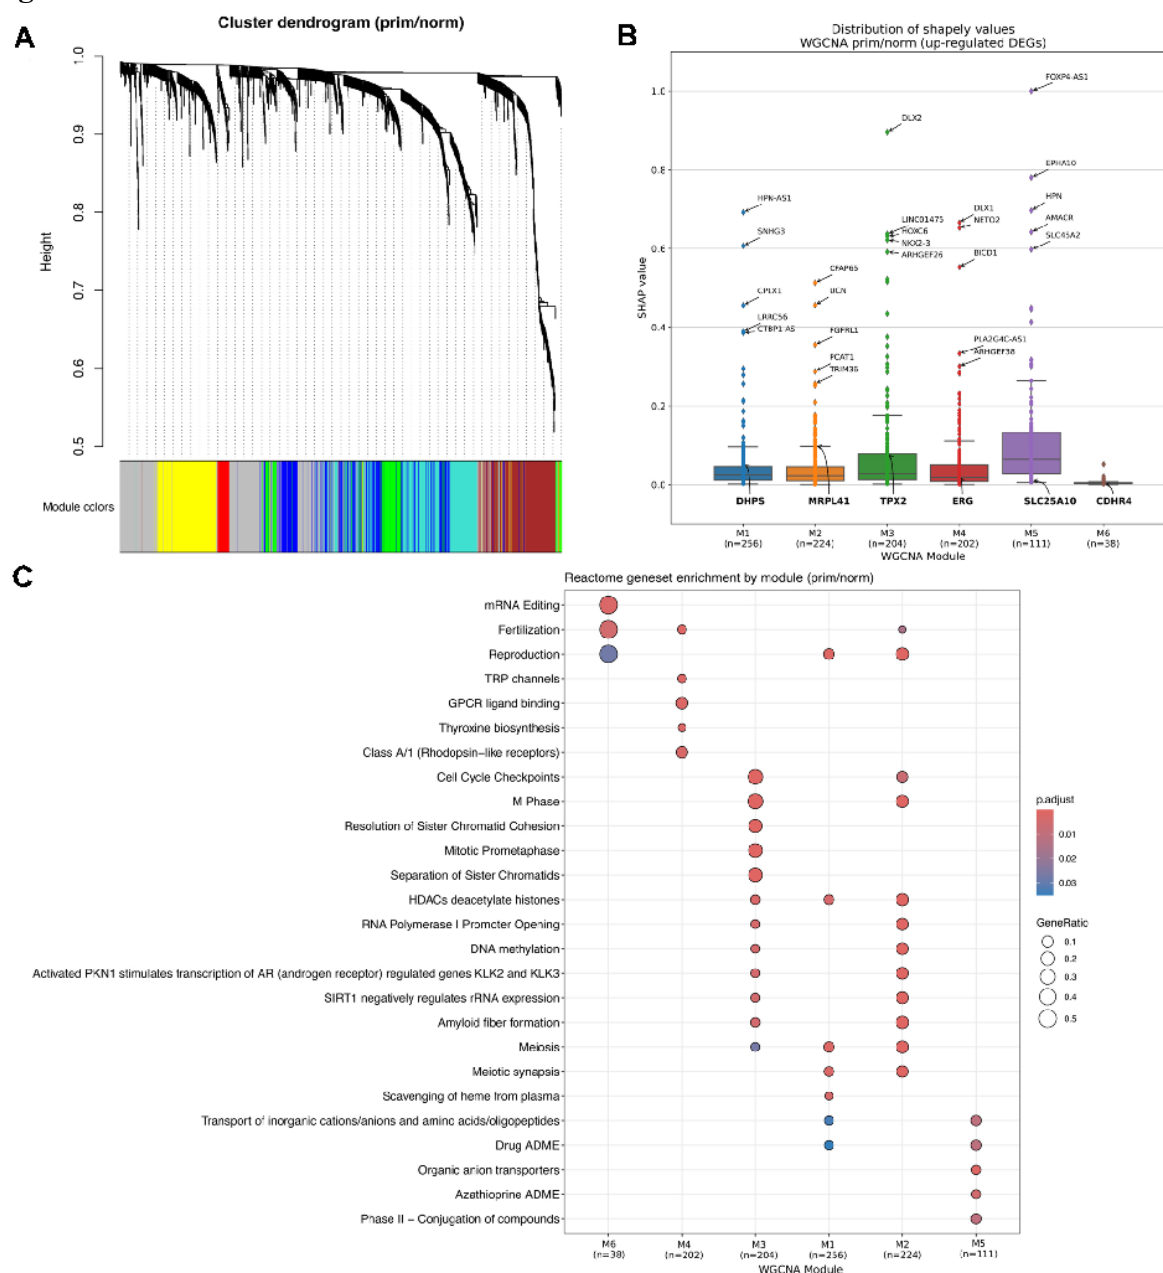 A
Cluster dendrogram (prim/norm)
Height
1.0
0.9
0.8
0.7
0.6
0.5
Module colors
B
Distribution of shapely values
WGCNA prim/norm (up-regulated DEGs)
SHAP value
1.0
0.8
0.6
0.4
0.2
0.0
HPN-AS1
SNHG3
CPLX1
LRRC56
CTBP1-AS
CFAP65
UCN
FGFRL1
PCAT1
TRIM36
DLX2
LINC01475
HOXC6
NKX2-3
ARHGEF26
DLX1
NETO2
BICD1
PLA2G4C-AS1
ARHGEF38
FOXP4-AS1
EPHA10
HPN
AMACR
SLC45A2
DHPS MRPL41 TPX2 ERG SLC25A10 CDHR4
M1 M2 M3 M4 M5 M6
(n=256) (n=224) (n=204) (n=202) (n=111) (n=38)
WGCNA Module
C
Reactome geneset enrichment by module (prim/norm)
mRNA Editing
Fertilization
Reproduction
TRP channels
GPCR ligand binding
Thyroxine biosynthesis
Class A/1 (Rhodopsin-like receptors)
Cell Cycle Checkpoints
M Phase
Resolution of Sister Chromatid Cohesion
Mitotic Prometaphase
Separation of Sister Chromatids
HDACs deacetylate histones
RNA Polymerase I Promoter Opening
DNA methylation
Activated PKN1 stimulates transcription of AR (androgen receptor) regulated genes KLK2 and KLK3
SIRT1 negatively regulates rRNA expression
Amyloid fiber formation
Meiosis
Meiotic synapsis
Scavenging of heme from plasma
Transport of inorganic cations/anions and amino acids/oligopeptides
Drug ADME
Organic anion transporters
Azathioprine ADME
Phase II - Conjugation of compounds
M6 M4 M3 M1 M2 M5
(n=38) (n=202) (n=204) (n=256) (n=224) (n=111)
WGCNA Module
p.adjust
0.01
0.02
0.03
GeneRatio
0.1
0.2
0.3
0.4
0.5